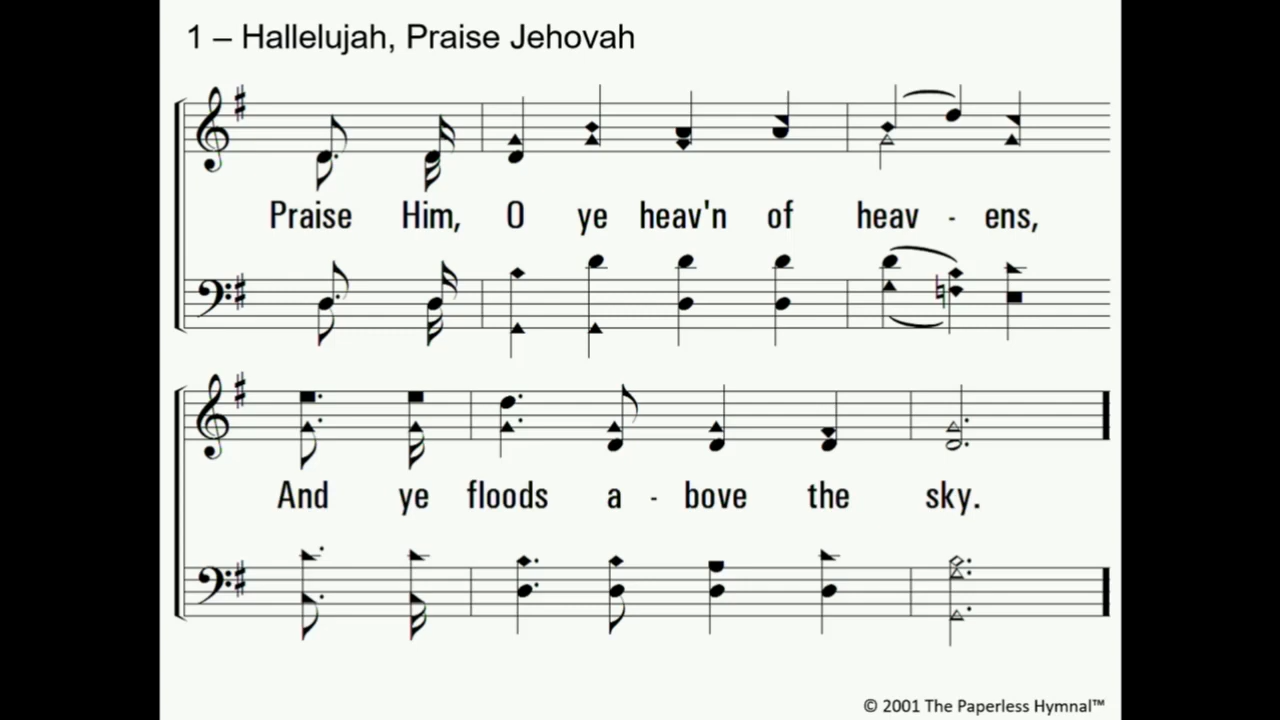 1 – Hallelujah, Praise Jehovah
Praise Him, O ye heav'n of heav - ens,
And ye floods a - bove the sky.
© 2001 The Paperless Hymnal™